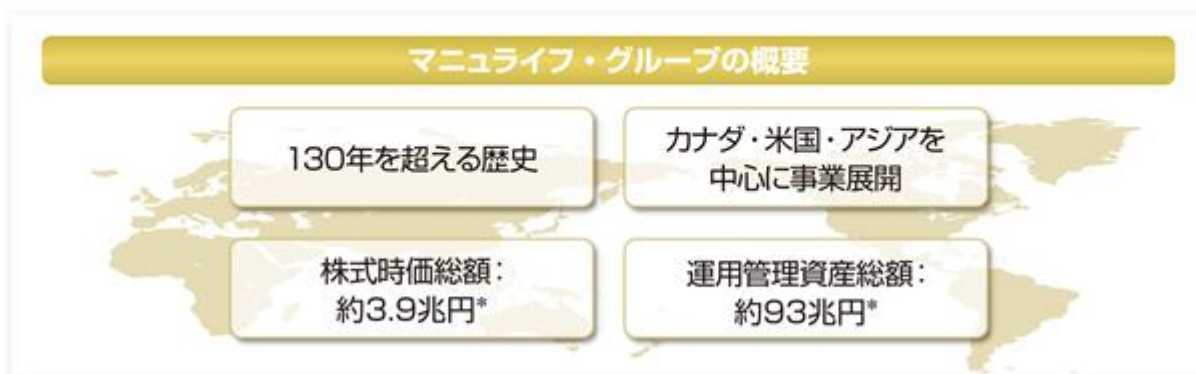 マニュライフ・グループの概要
130年を超える歴史
カナダ・米国・アジアを
中心に事業展開
株式時価総額：
約3.9兆円*
運用管理資産総額：
約93兆円*